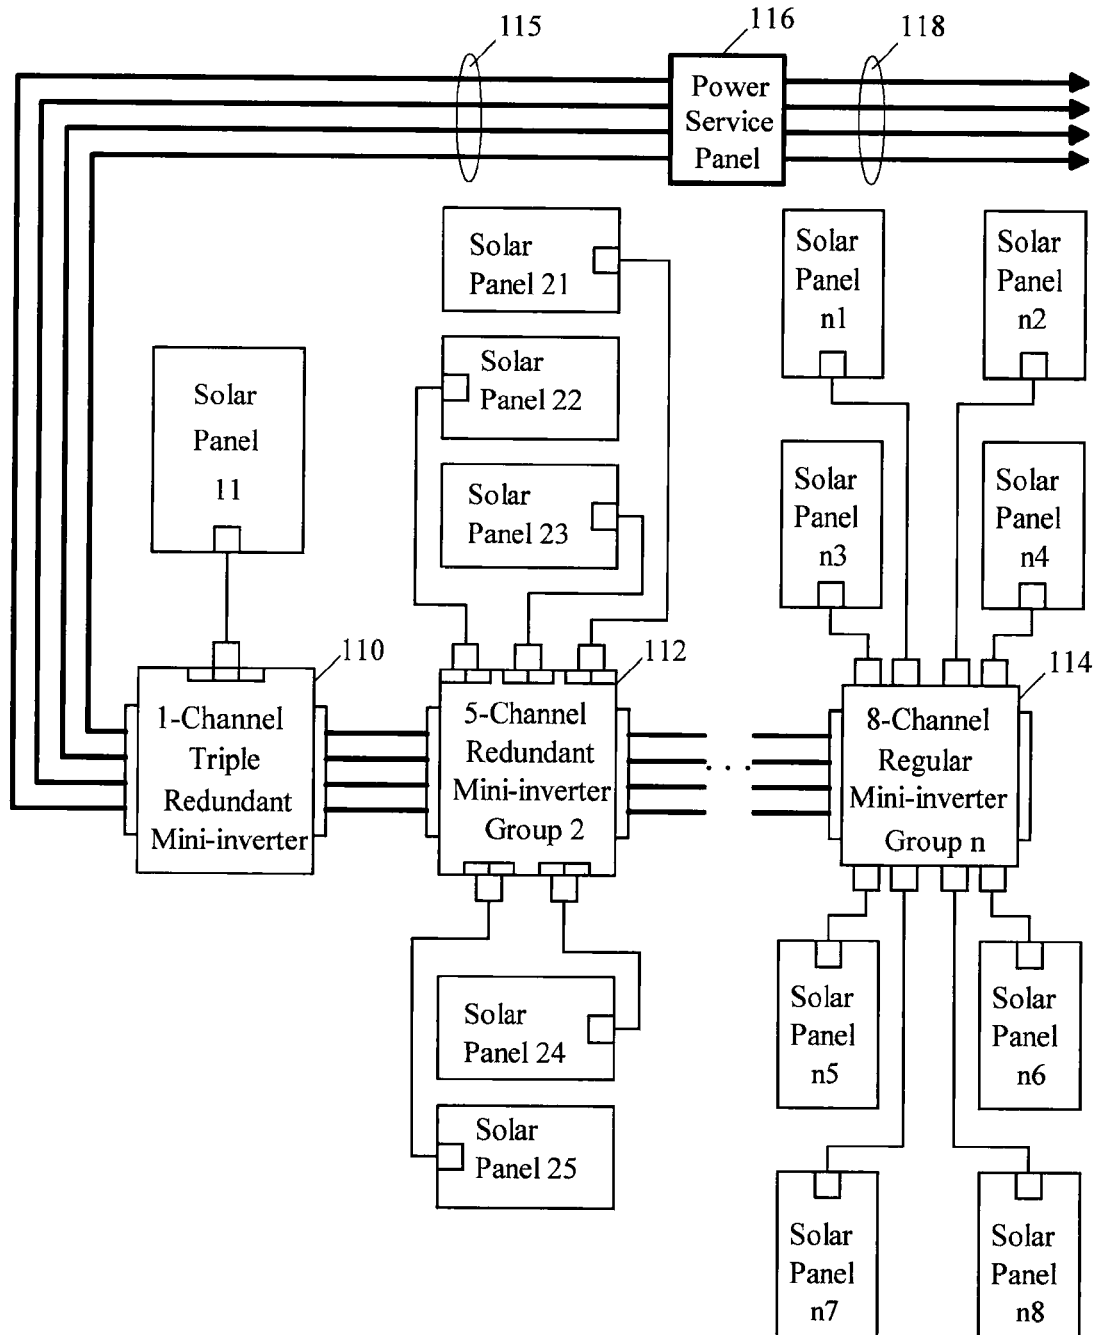 115
116
118
Power
Service
Panel
Solar
Panel 21
Solar
Panel
n1
Solar
Panel
n2
Solar
Panel
11
Solar
Panel 22
Solar
Panel 23
Solar
Panel
n3
Solar
Panel
n4
110
112
114
1-Channel
Triple
Redundant
Mini-inverter
5-Channel
Redundant
Mini-inverter
Group 2
. . .
8-Channel
Regular
Mini-inverter
Group n
Solar
Panel 24
Solar
Panel 25
Solar
Panel
n5
Solar
Panel
n6
Solar
Panel
n7
Solar
Panel
n8